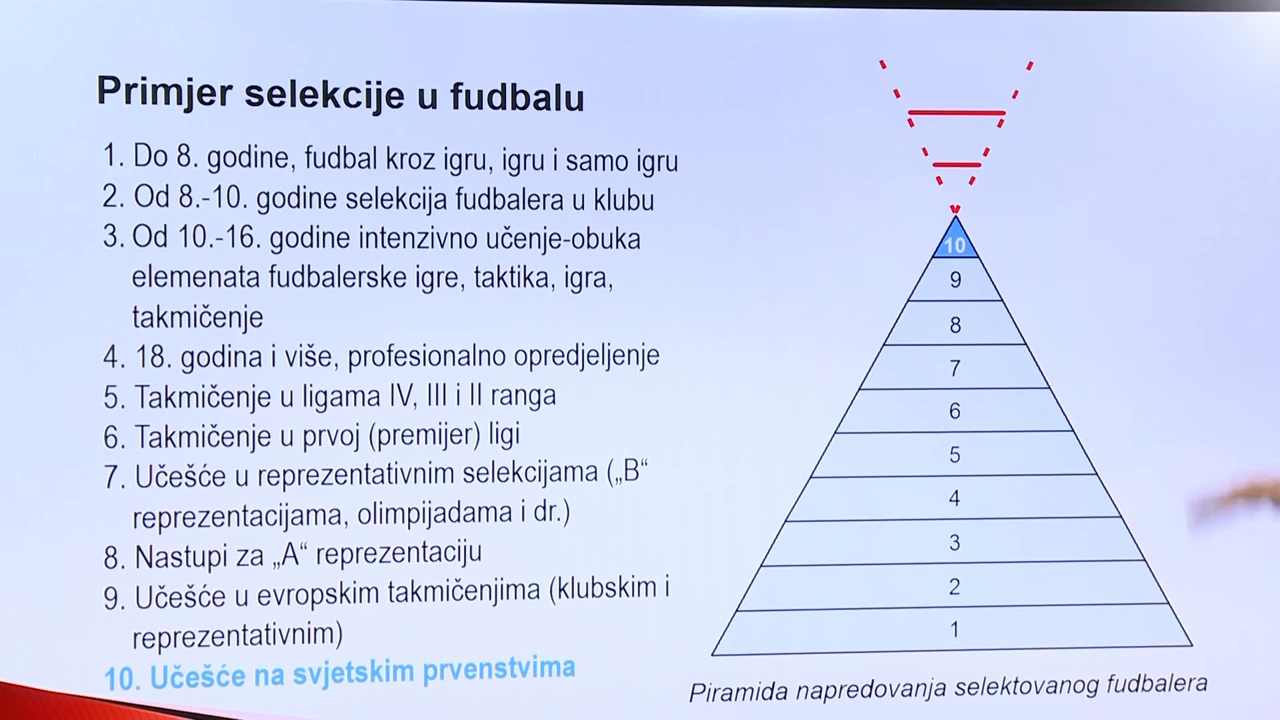 Primjer selekcije u fudbalu
1. Do 8. godine, fudbal kroz igru, igru i samo igru
2. Od 8.-10. godine selekcija fudbalera u klubu
3. Od 10.-16. godine intenzivno učenje-obuka
elemenata fudbalerske igre, taktika, igra,
takmičenje
4. 18. godina i više, profesionalno opredjeljenje
5. Takmičenje u ligama IV, III i II ranga
6. Takmičenje u prvoj (premijer) ligi
7. Učešće u reprezentativnim selekcijama („B“
reprezentacijama, olimpijadama i dr.)
8. Nastupi za „A“ reprezentaciju
9. Učešće u evropskim takmičenjima (klubskim i
reprezentativnim)
10. Učešće na svjetskim prvenstvima
10
9
8
7
6
5
4
3
2
1
Piramida napredovanja selektovanog fudbalera